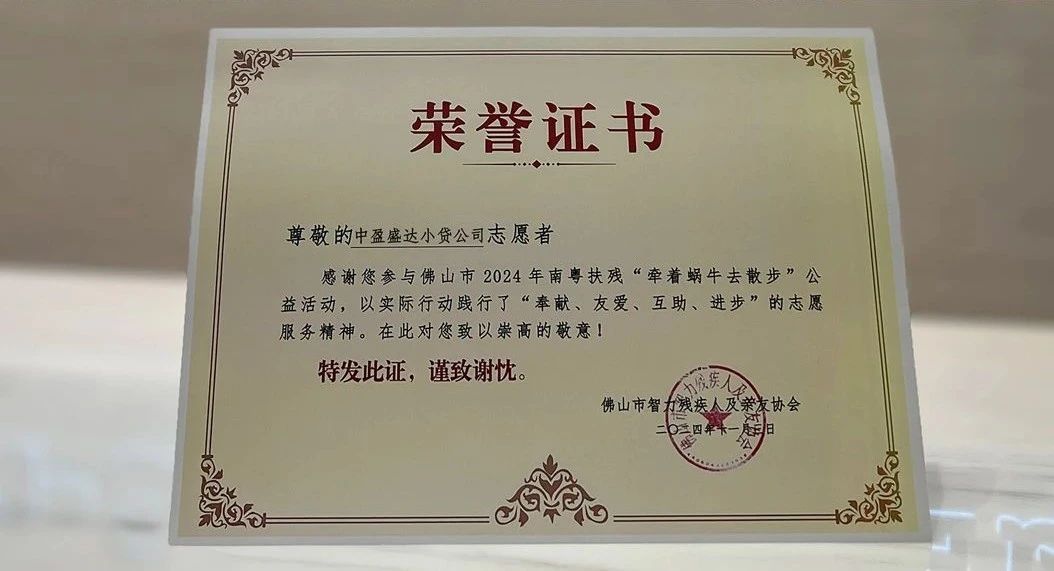 荣誉证书
尊敬的中盈盛达小贷公司志愿者
感谢您参与佛山市2024年南粤扶残“牵着蜗牛去散步”公
益活动，以实际行动践行了“奉献、友爱、互助、进步”的志愿
服务精神。在此对您致以崇高的敬意！
特发此证，谨致谢忱。
佛山市智力残疾人及亲友协会
二〇二四年十一月三日